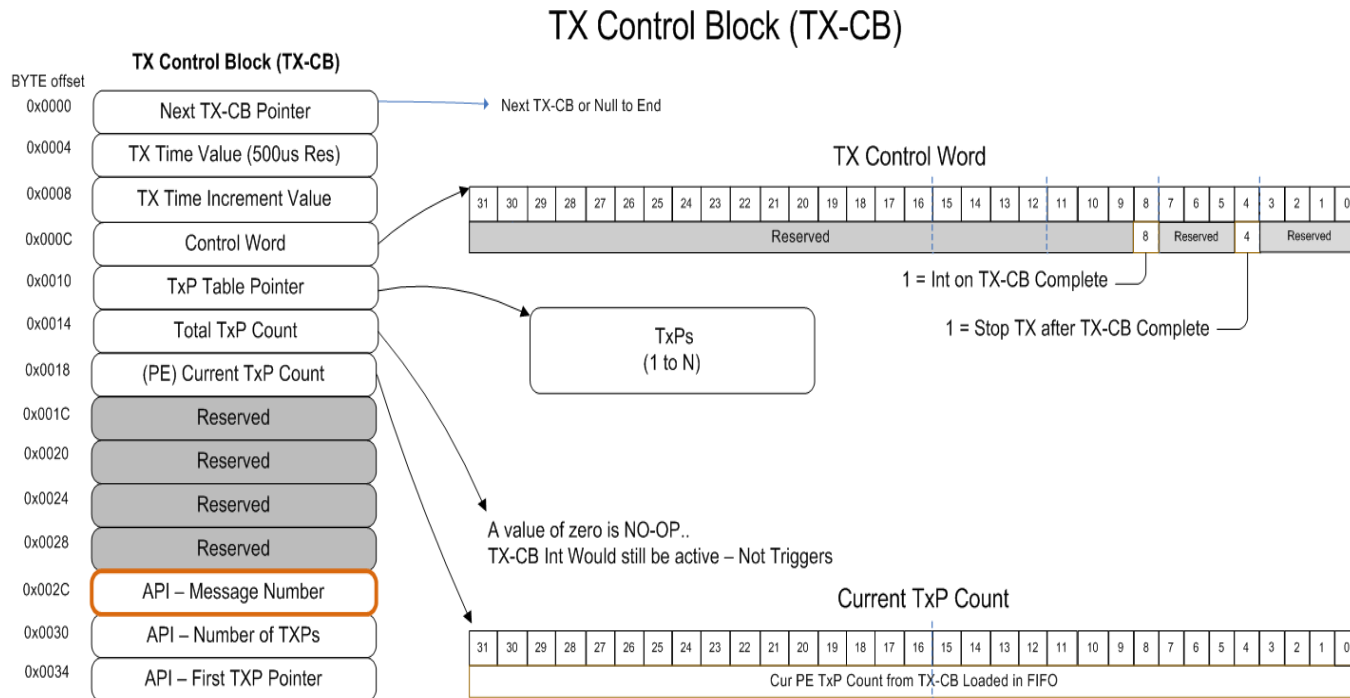 TX Control Block (TX-CB)
TX Control Block (TX-CB)
BYTE offset
0x0000 Next TX-CB Pointer
Next TX-CB or Null to End
0x0004 TX Time Value (500us Res)
0x0008 TX Time Increment Value
0x000C Control Word
0x0010 TxP Table Pointer
0x0014 Total TxP Count
0x0018 (PE) Current TxP Count
0x001C Reserved
0x0020 Reserved
0x0024 Reserved
0x0028 Reserved
0x002C API – Message Number
0x0030 API – Number of TXPs
0x0034 API – First TXP Pointer
TX Control Word
31 30 29 28 27 26 25 24 23 22 21 20 19 18 17 16 15 14 13 12 11 10 9 8 7 6 5 4 3 2 1 0
Reserved 8 Reserved 4 Reserved
1 = Int on TX-CB Complete
1 = Stop TX after TX-CB Complete
TxPs
(1 to N)
A value of zero is NO-OP..
TX-CB Int Would still be active – Not Triggers
Current TxP Count
31 30 29 28 27 26 25 24 23 22 21 20 19 18 17 16 15 14 13 12 11 10 9 8 7 6 5 4 3 2 1 0
Cur PE TxP Count from TX-CB Loaded in FIFO